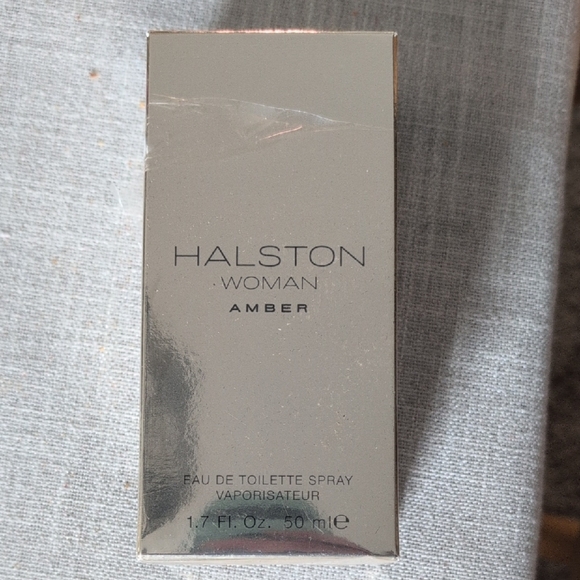 HALSTON
WOMAN
AMBER
EAU DE TOILETTE SPRAY
VAPORISATEUR
1.7 Fl. Oz. 50 ml℮